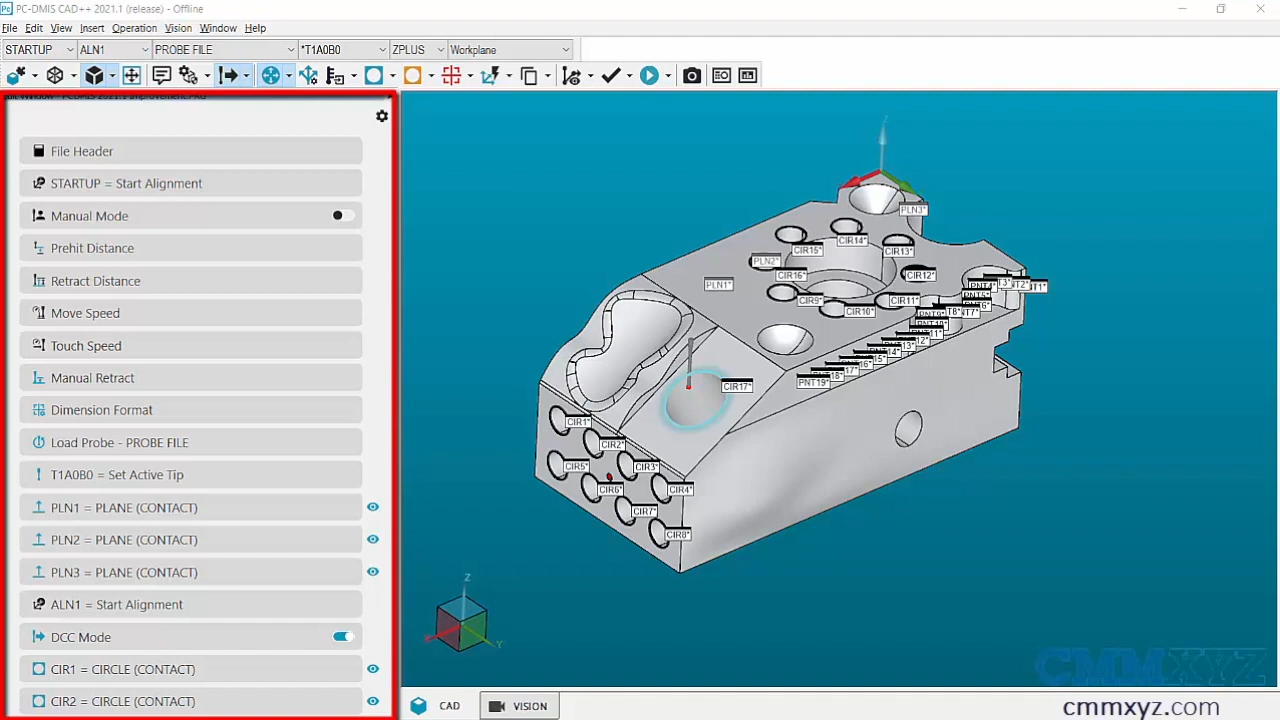 PC-DMIS CAD++ 2021.1 (release) - Offline
File Edit View Insert Operation Vision Window Help
STARTUP ALN1 PROBE FILE *T1A0B0 ZPLUS Workplane
File Header
STARTUP = Start Alignment
Manual Mode
Prehit Distance
Retract Distance
Move Speed
Touch Speed
Manual Retract
Dimension Format
Load Probe - PROBE FILE
T1A0B0 = Set Active Tip
PLN1 = PLANE (CONTACT)
PLN2 = PLANE (CONTACT)
PLN3 = PLANE (CONTACT)
ALN1 = Start Alignment
DCC Mode
CIR1 = CIRCLE (CONTACT)
CIR2 = CIRCLE (CONTACT)
PLN3*
CIR14*
CIR15*
CIR13*
PLN2*
CIR16*
CIR12*
PLN1*
CIR9*
CIR11*
CIR10*
PNT19*
CIR17*
CIR1*
CIR2*
CIR5*
CIR3*
CIR6*
CIR4*
CIR7*
CIR8*
Z
X
Y
CMMXYZ
CAD VISION
cmmxyz.com